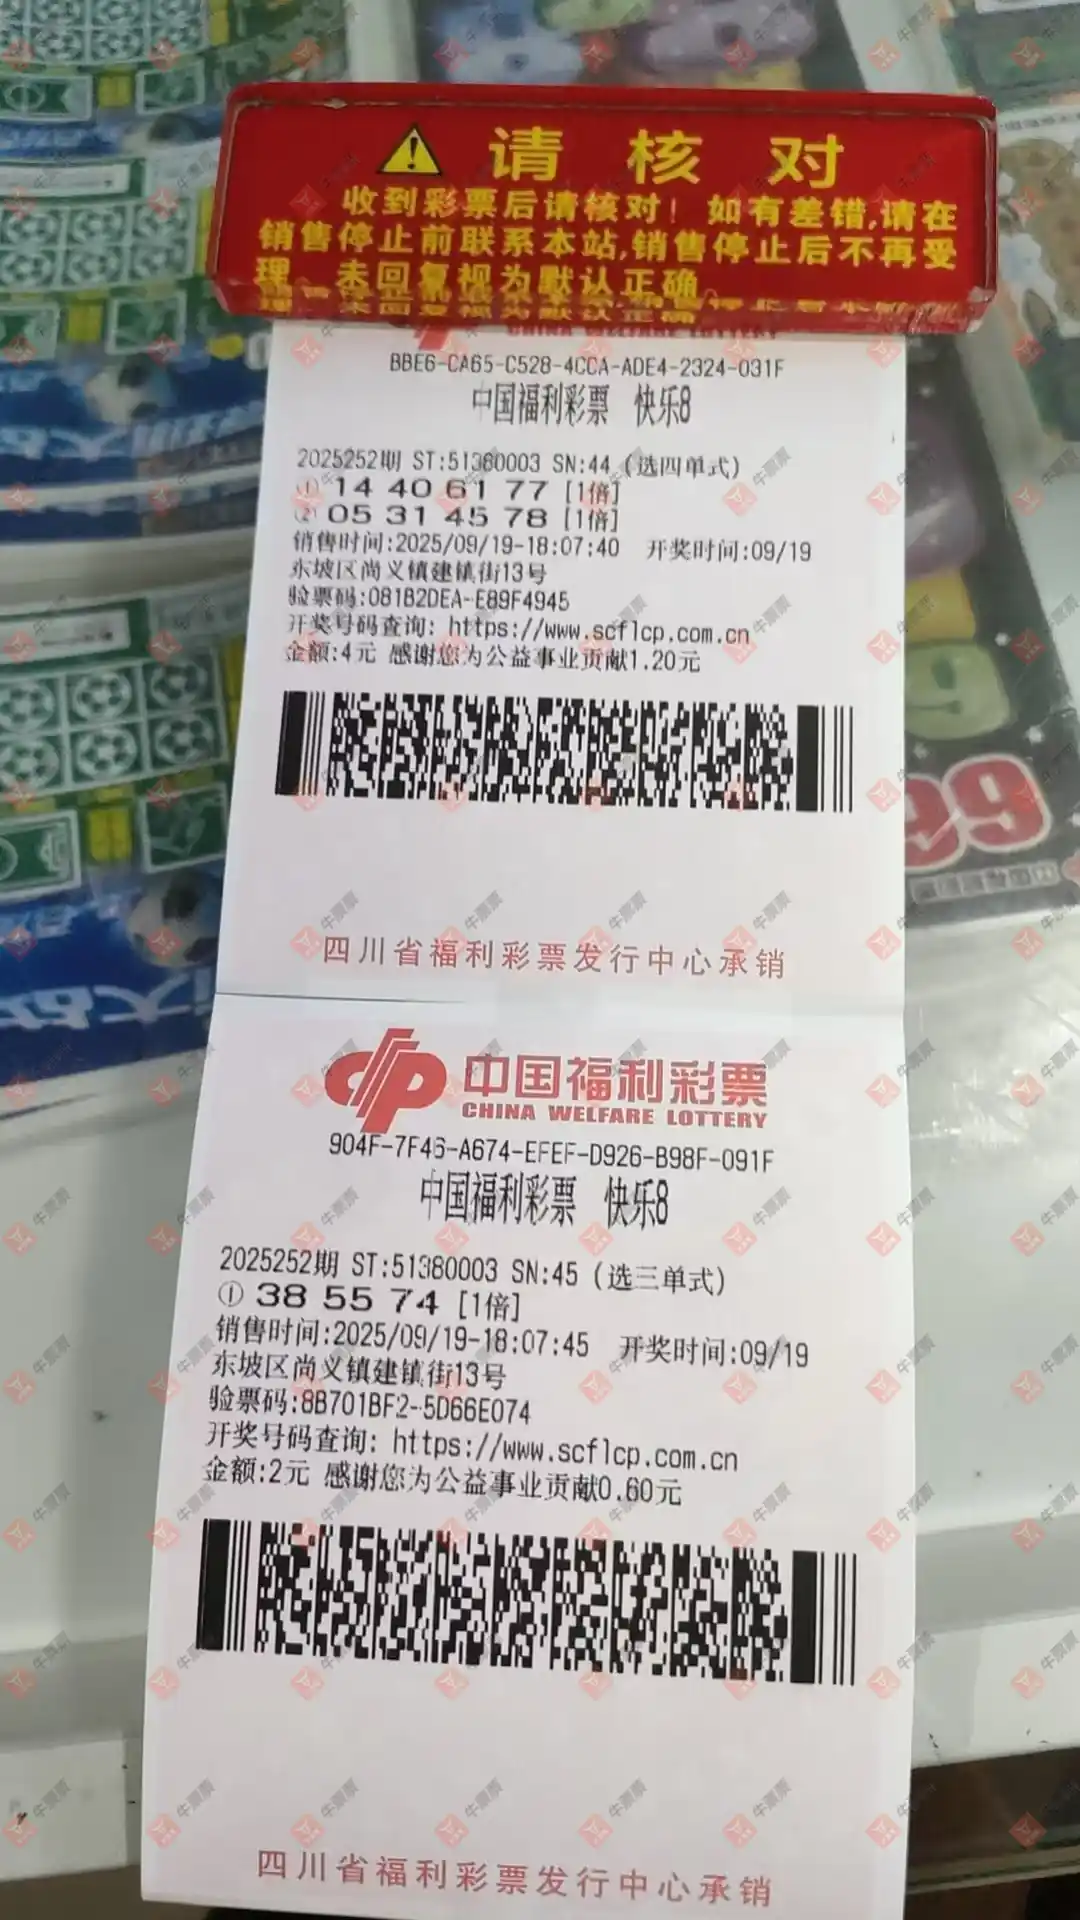 请核对
收到彩票后请核对！如有差错,请在
销售停止前联系本站,销售停止后不再受
理、未回复视为默认正确
BBE6-CA65-C528-4CCA-ADE4-2324-031F
中国福利彩票 快乐8
2025252期 ST:51380003 SN:44 (选四单式)
① 14 40 61 77 [1倍]
② 05 31 45 78 [1倍]
销售时间:2025/09/19-18:07:40 开奖时间:09/19
东坡区尚义镇建镇街13号
验票码:081B2DEA-E89F4945
开奖号码查询: https://www.scflcp.com.cn
金额:4元 感谢您为公益事业贡献1.20元
四川省福利彩票发行中心承销
中国福利彩票
CHINA WELFARE LOTTERY
904F-7F46-A674-EFEF-D926-B98F-091F
中国福利彩票 快乐8
2025252期 ST:51380003 SN:45 (选三单式)
① 38 55 74 [1倍]
销售时间:2025/09/19-18:07:45 开奖时间:09/19
东坡区尚义镇建镇街13号
验票码:8B701BF2-5D66E074
开奖号码查询: https://www.scflcp.com.cn
金额:2元 感谢您为公益事业贡献0.60元
四川省福利彩票发行中心承销
99